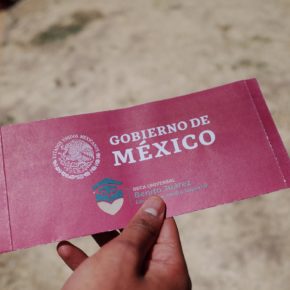 GOBIERNO DE
MÉXICO
BECA UNIVERSAL
Benito Juárez